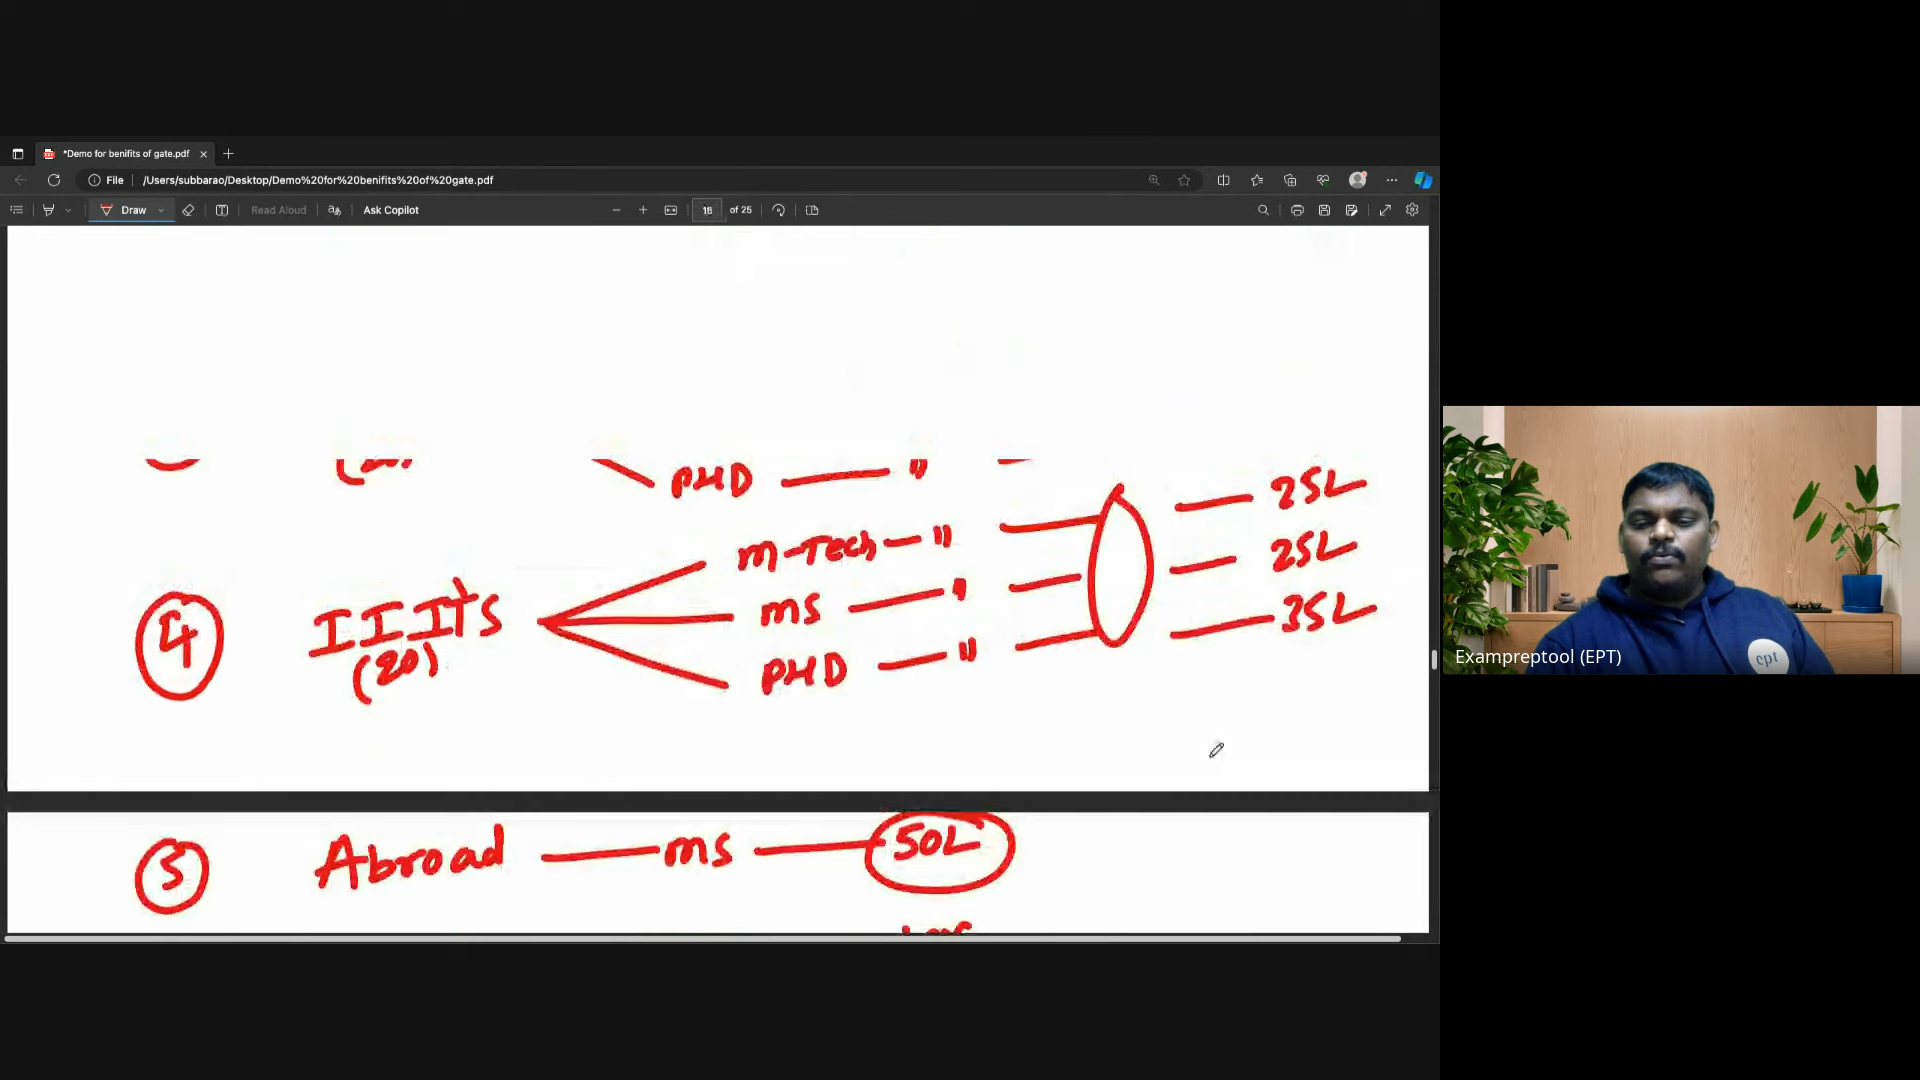 *Demo for benifits of gate.pdf
File /Users/subbarao/Desktop/Demo%20for%20benifits%20of%20gate.pdf
Draw Read Aloud Ask Copilot 18 of 25
PHD — "
M-Tech — " — 25L
4 IIITS MS — " — 25L
(20) PHD — " — 35L
5 Abroad — MS — 50L
ept
Exampreptool (EPT)